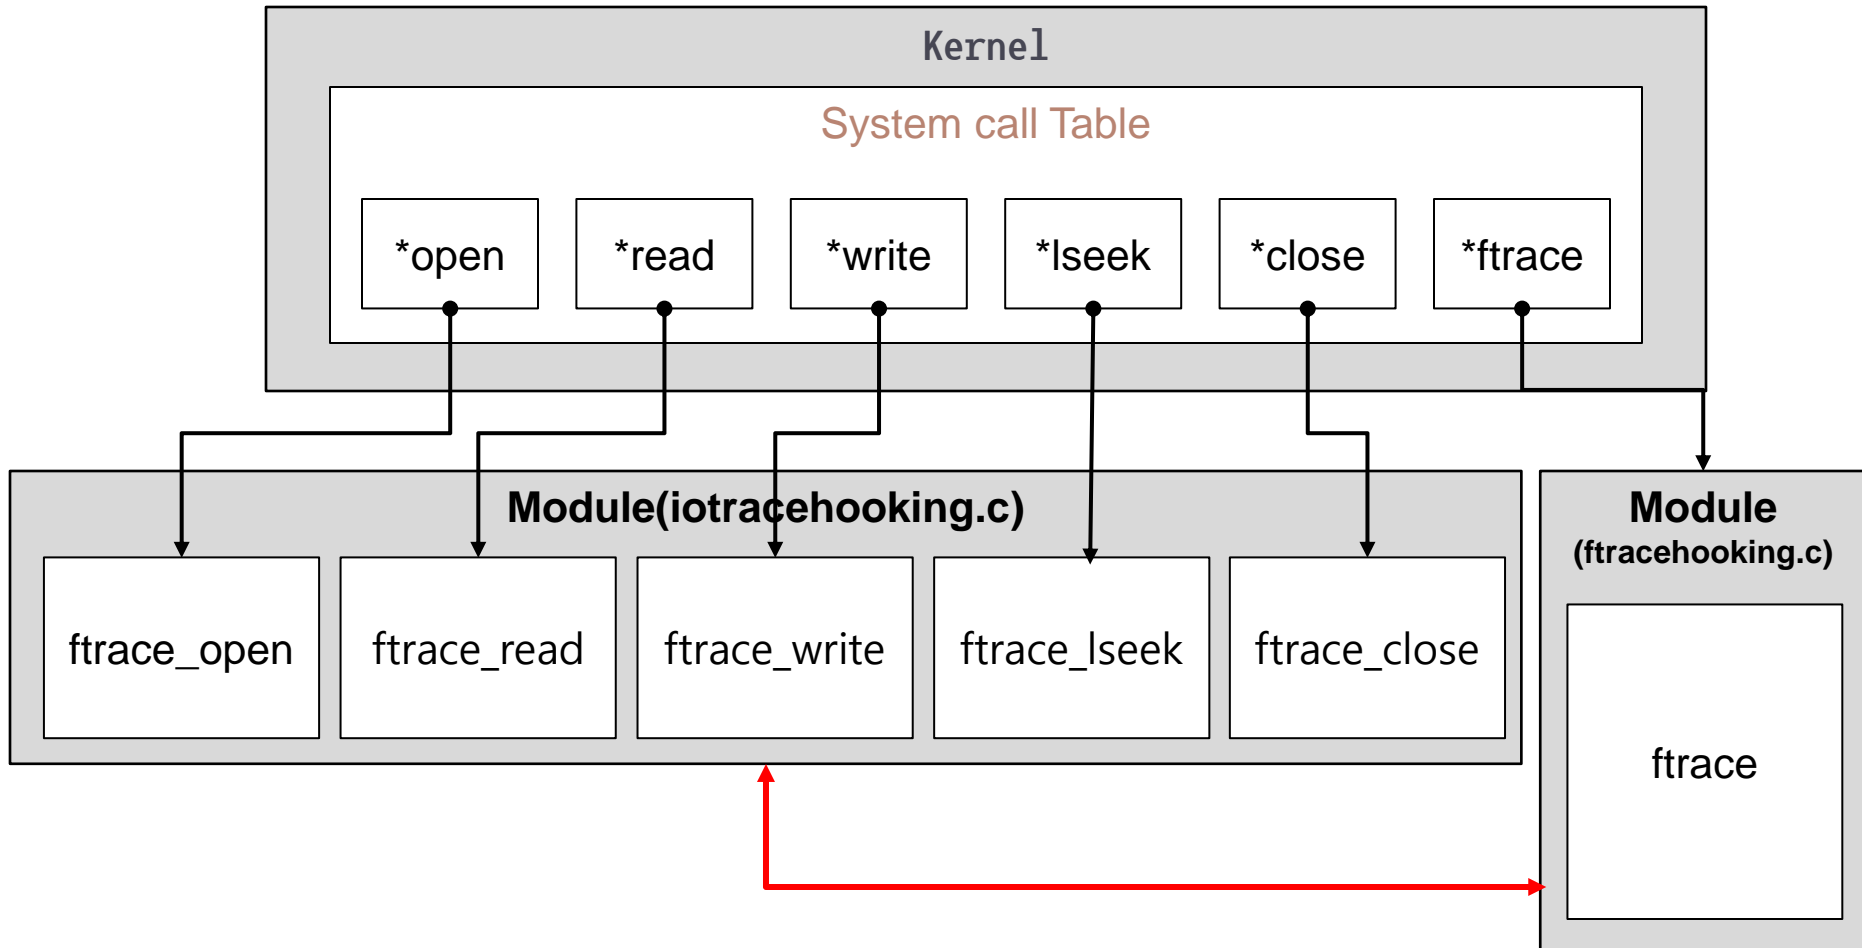 Kernel
System call Table
*open
*read
*write
*lseek
*close
*ftrace
Module(iotracehooking.c)
ftrace_open
ftrace_read
ftrace_write
ftrace_lseek
ftrace_close
Module
(ftracehooking.c)
ftrace